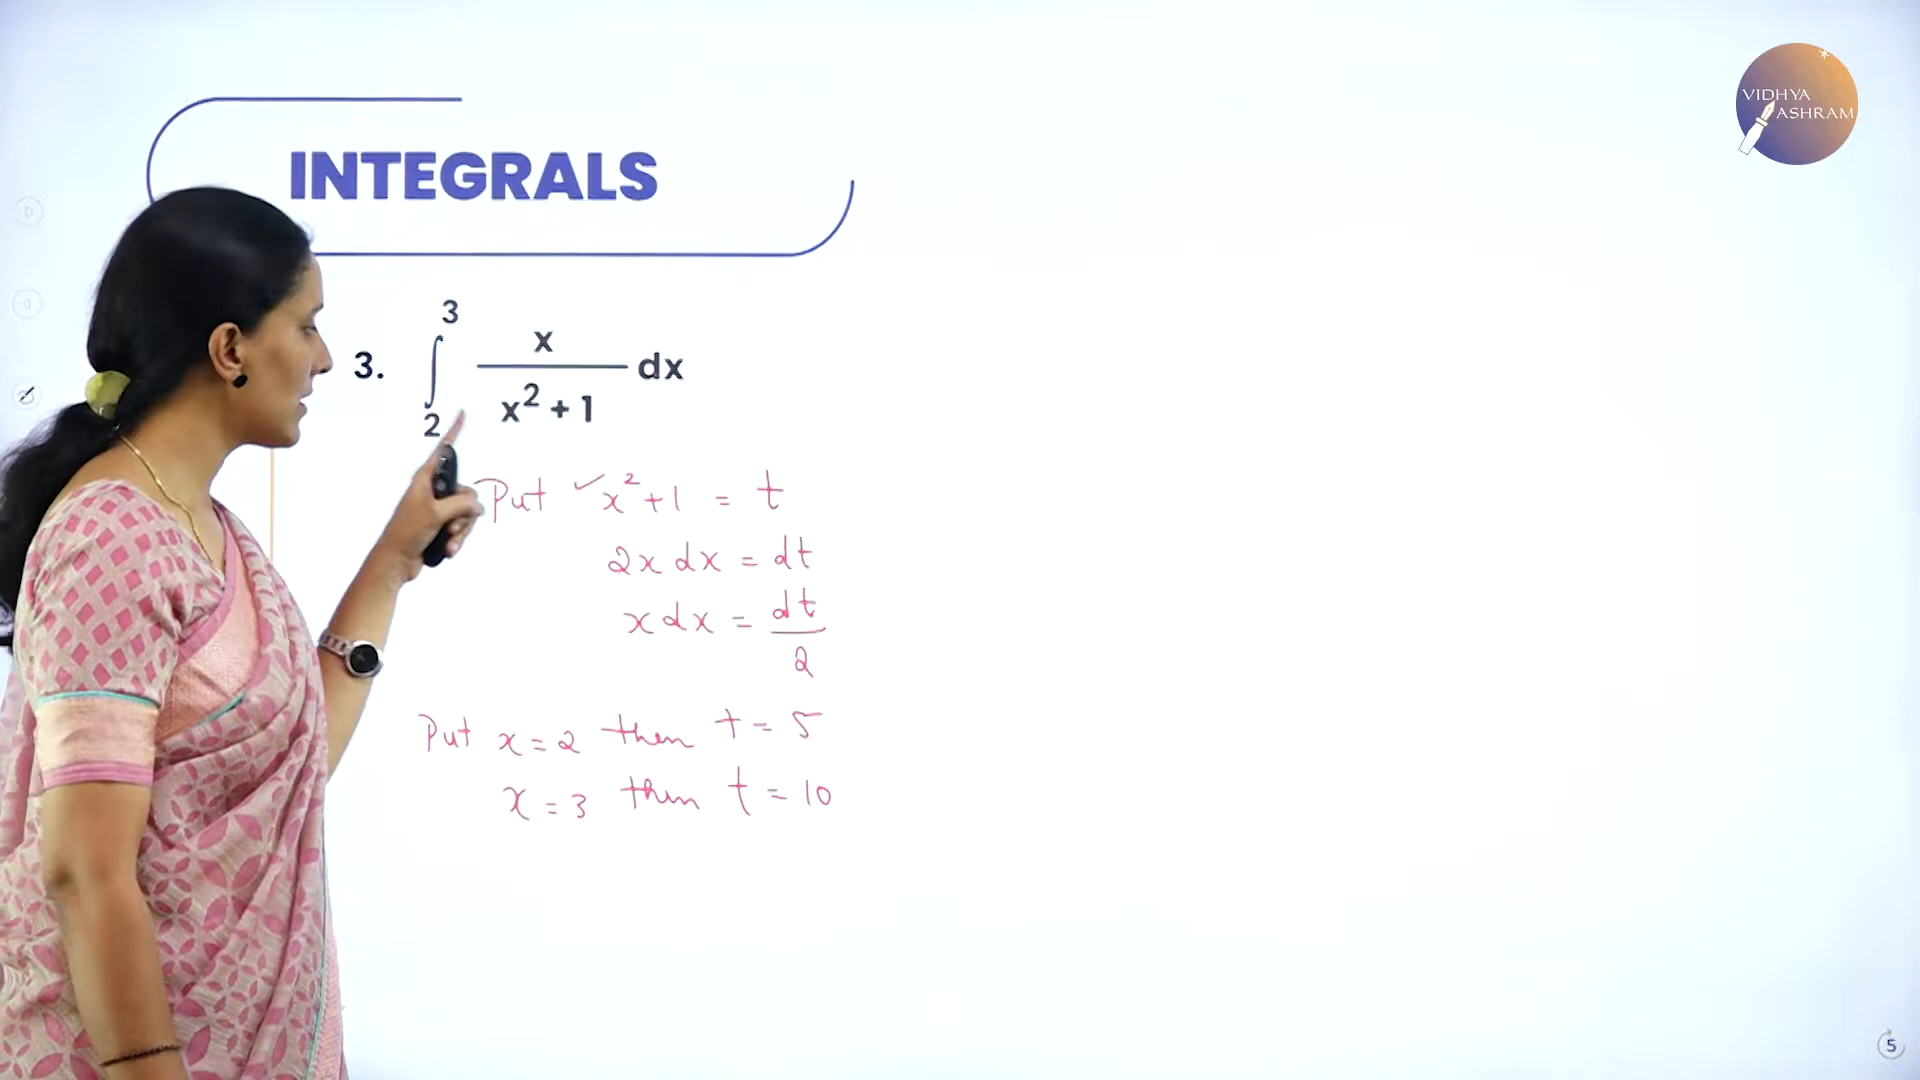 VIDHYA
ASHRAM
INTEGRALS
3. ∫₂³ x / (x² + 1) dx
Put ✓ x² + 1 = t
2x dx = dt
x dx = dt / 2
Put x = 2 then t = 5
x = 3 then t = 10
5